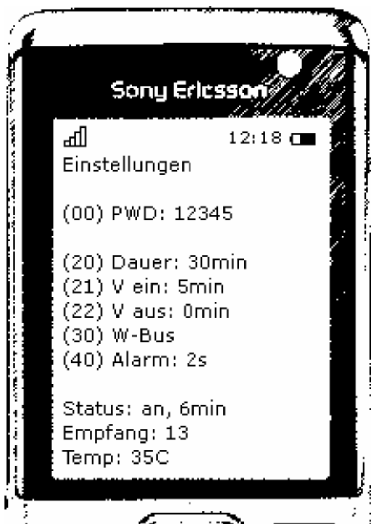 Sony Ericsson
12:18
Einstellungen
(00) PWD: 12345
(20) Dauer: 30min
(21) V ein: 5min
(22) V aus: 0min
(30) W-Bus
(40) Alarm: 2s
Status: an, 6min
Empfang: 13
Temp: 35C